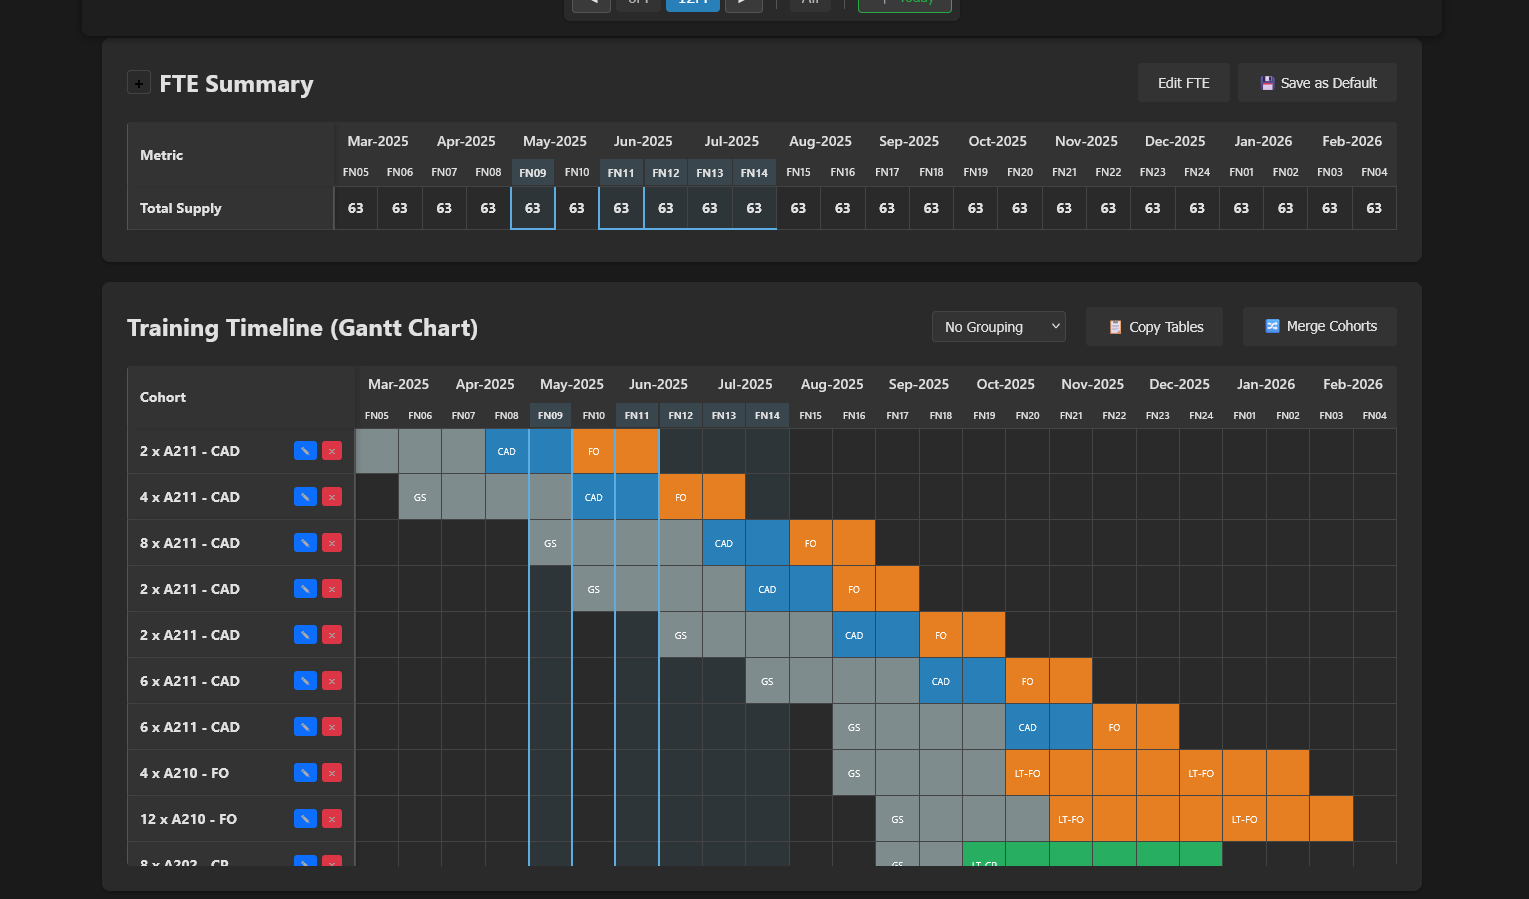 12FT
All
Today
+ FTE Summary
Edit FTE
Save as Default
Metric
Mar-2025 Apr-2025 May-2025 Jun-2025 Jul-2025 Aug-2025 Sep-2025 Oct-2025 Nov-2025 Dec-2025 Jan-2026 Feb-2026
FN05 FN06 FN07 FN08 FN09 FN10 FN11 FN12 FN13 FN14 FN15 FN16 FN17 FN18 FN19 FN20 FN21 FN22 FN23 FN24 FN01 FN02 FN03 FN04
Total Supply 63 63 63 63 63 63 63 63 63 63 63 63 63 63 63 63 63 63 63 63 63 63 63 63
Training Timeline (Gantt Chart)
No Grouping
Copy Tables
Merge Cohorts
Cohort
Mar-2025 Apr-2025 May-2025 Jun-2025 Jul-2025 Aug-2025 Sep-2025 Oct-2025 Nov-2025 Dec-2025 Jan-2026 Feb-2026
FN05 FN06 FN07 FN08 FN09 FN10 FN11 FN12 FN13 FN14 FN15 FN16 FN17 FN18 FN19 FN20 FN21 FN22 FN23 FN24 FN01 FN02 FN03 FN04
2 x A211 - CAD CAD FO
4 x A211 - CAD GS CAD FO
8 x A211 - CAD GS CAD FO
2 x A211 - CAD GS CAD FO
2 x A211 - CAD GS CAD FO
6 x A211 - CAD GS CAD FO
6 x A211 - CAD GS CAD FO
4 x A210 - FO GS LT-FO LT-FO
12 x A210 - FO GS LT-FO LT-FO
8 x A202 - CP GS LT-CP